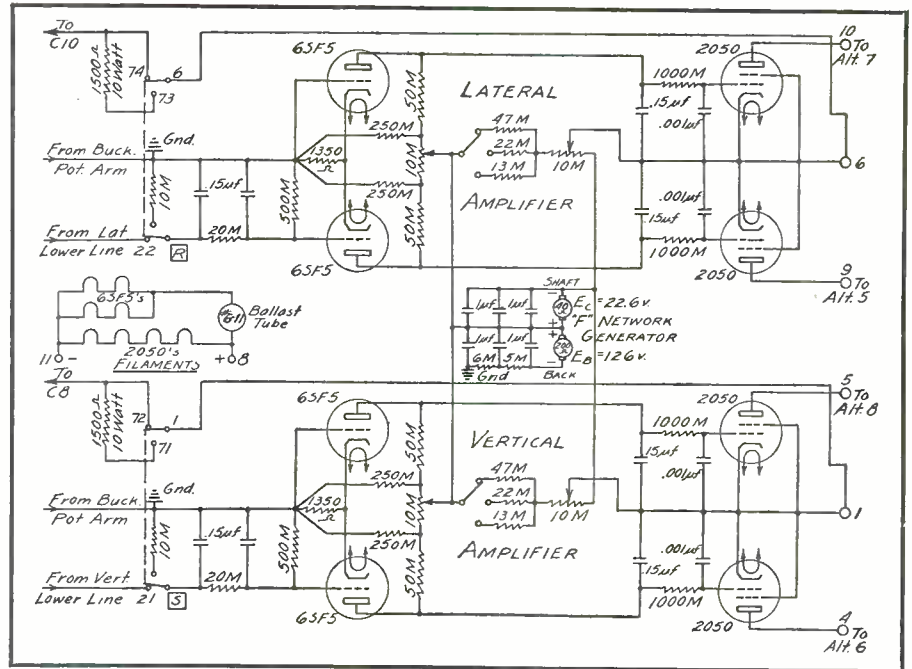 To
C10
1500Ω
10 Watt
74
6
73
Gnd.
From Buck.
Pot. Arm
10M
.15µf
20M
From Lat
Lower Line
22
R
6SF5
500M
1350
Ω
250M
250M
50M
10M
50M
6SF5
LATERAL
AMPLIFIER
47M
22M
13M
10M
1000M
.15µf
.001µf
.001µf
.15µf
1000M
2050
2050
10
To
Alt. 7
6
9
To
Alt. 5
6SF5's
Ballast
Tube
11 -
+ 8
2050's
FILAMENTS
1µf
1µf
1µf
1µf
1µf
1µf
6M
5M
Gnd
SHAFT
-
+
+
-
BACK
EC = 22.6v.
"F" NETWORK
GENERATOR
EB = 126v.
To
C8
1500Ω
10 Watt
72
1
71
Gnd.
From Buck.
Pot Arm
10M
.15µf
20M
From Vert
Lower Line
21
S
6SF5
500M
1350
Ω
250M
250M
50M
10M
50M
6SF5
VERTICAL
AMPLIFIER
47M
22M
13M
10M
1000M
.15µf
.001µf
.001µf
.15µf
1000M
2050
2050
5
To
Alt. 8
1
4
To
Alt. 6